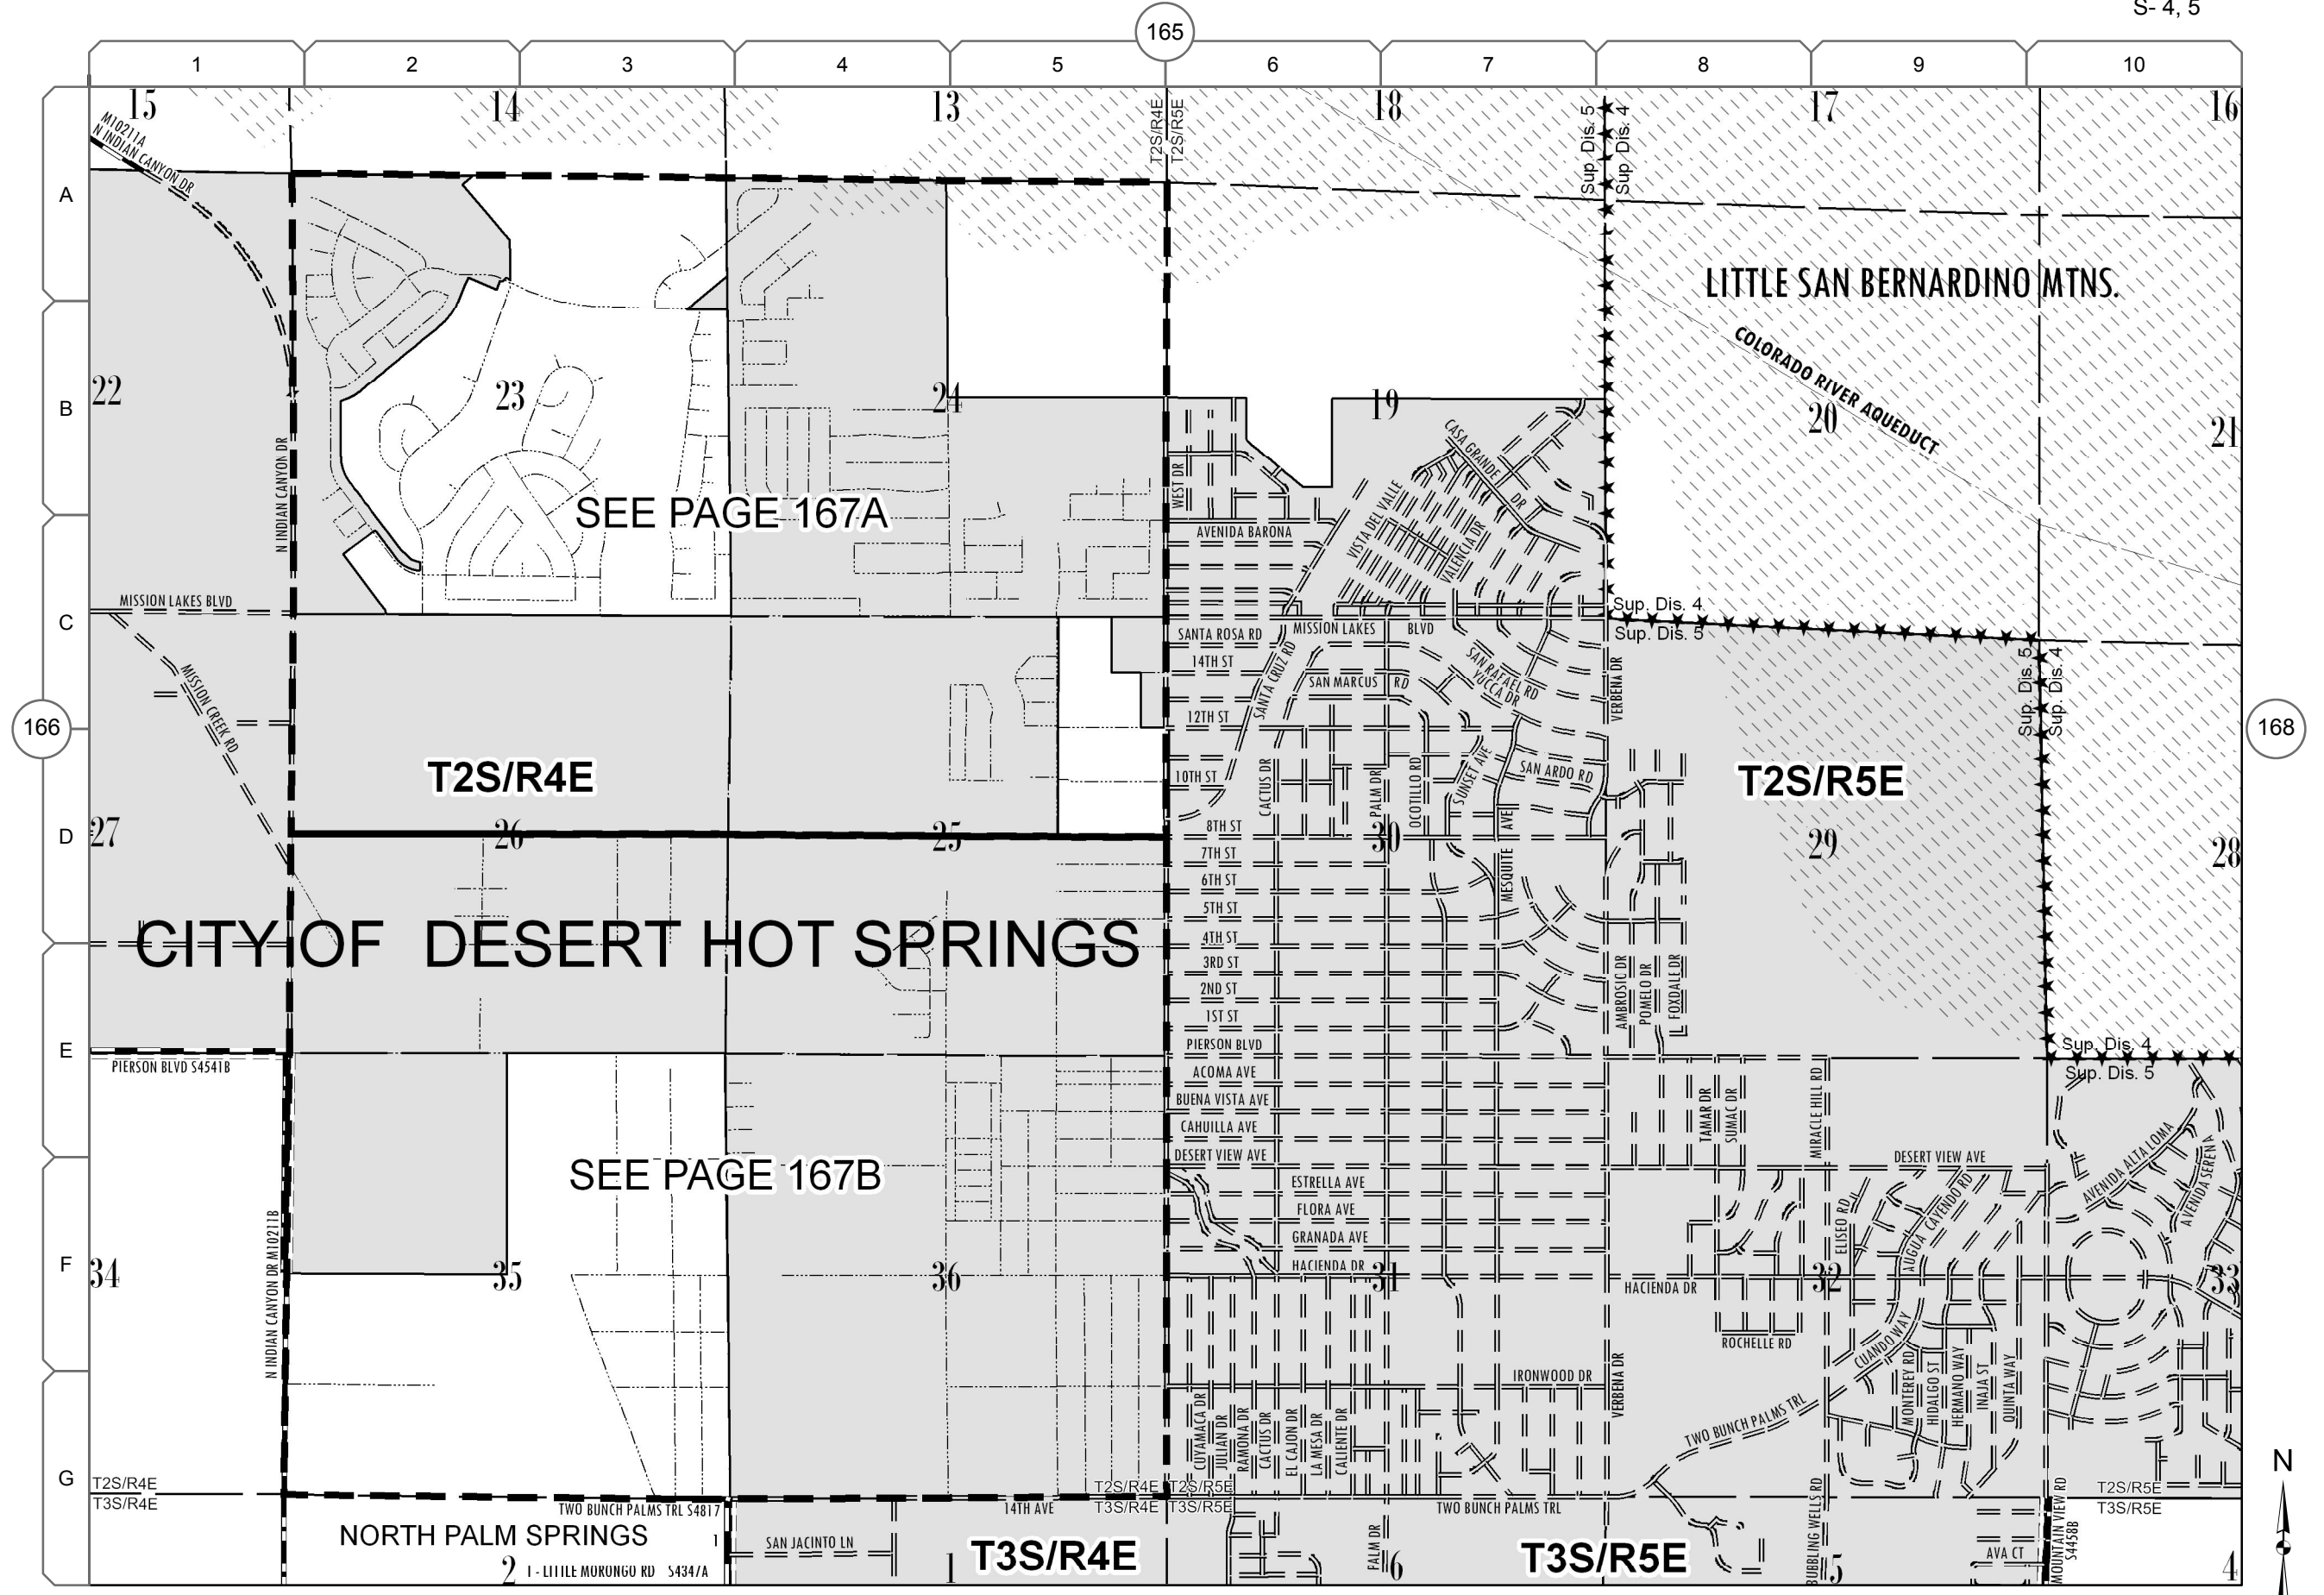 S- 4, 5
165
1 2 3 4 5 6 7 8 9 10
15 14 13 18 17 16
M10211A
N INDIAN CANYON DR
T2S/R4E
T2S/R5E
Sup. Dis. 5
Sup. Dis. 4
A
LITTLE SAN BERNARDINO MTNS.
COLORADO RIVER AQUEDUCT
B
22 23 24 19 20 21
N INDIAN CANYON DR
SEE PAGE 167A
WEST DR
CASA GRANDE DR
VISTA DEL VALLE
VALENCIA DR
AVENIDA BARONA
C
MISSION LAKES BLVD
MISSION CREEK RD
SANTA ROSA RD
MISSION LAKES BLVD
Sup. Dis. 4
Sup. Dis. 5
14TH ST
SANTA CRUZ RD
SAN MARCUS RD
SAN RAFAEL RD
YUCCA DR
VERBENA DR
Sup. Dis. 5
Sup. Dis. 4
12TH ST
166
168
T2S/R4E
T2S/R5E
10TH ST
CACTUS DR
PALM DR
OCOTILLO RD
SUNSET AVE
SAN ARDO RD
MESQUITE AVE
D
27 26 25 30 29 28
8TH ST
7TH ST
6TH ST
5TH ST
4TH ST
3RD ST
2ND ST
1ST ST
CITY OF DESERT HOT SPRINGS
AMBROSIC DR
POMELO DR
FOXDALE DR
E
PIERSON BLVD S4541B
PIERSON BLVD
Sup. Dis. 4
Sup. Dis. 5
ACOMA AVE
BUENA VISTA AVE
CAHUILLA AVE
DESERT VIEW AVE
TAMAR DR
SUMAC DR
MIRACLE HILL RD
DESERT VIEW AVE
SEE PAGE 167B
ESTRELLA AVE
FLORA AVE
GRANADA AVE
HACIENDA DR
ELISEO RD
AUGUA CAYENDO RD
AVENIDA ALTA LOMA
AVENIDA SERENA
F
34 35 36 31 32 33
N INDIAN CANYON DR M10211B
HACIENDA DR
ROCHELLE RD
CUANDO WAY
IRONWOOD DR
VERBENA DR
CUYAMACA DR
JULIAN DR
RAMONA DR
CACTUS DR
EL CAJON DR
LA MESA DR
CALIENTE DR
TWO BUNCH PALMS TRL
MONTEREY RD
HIDALGO ST
HERMANO WAY
INAJA ST
QUINTA WAY
G
T2S/R4E
T3S/R4E
T2S/R4E T2S/R5E
T3S/R4E T3S/R5E
T2S/R5E
T3S/R5E
TWO BUNCH PALMS TRL S4817
14TH AVE
TWO BUNCH PALMS TRL
NORTH PALM SPRINGS
1
SAN JACINTO LN
T3S/R4E
PALM DR
T3S/R5E
BUBBLING WELLS RD
AVA CT
MOUNTAIN VIEW RD
S4458B
2 1 - LITTLE MORONGO RD S4347A
1 6 5 4
N